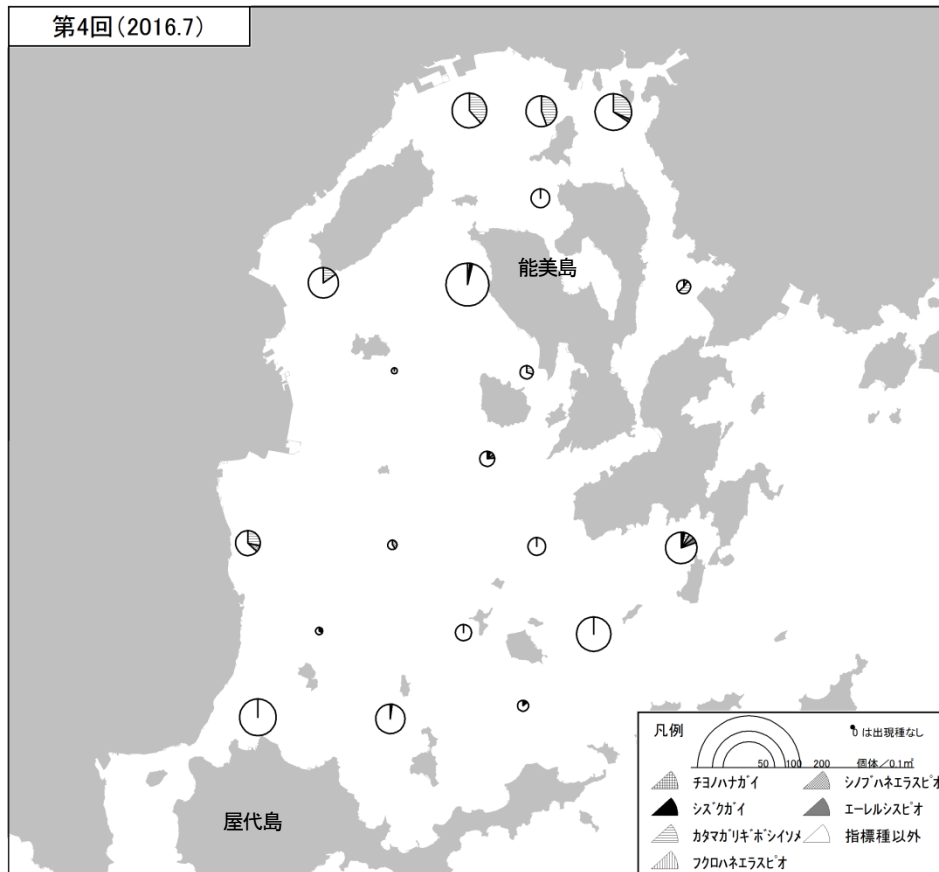 第4回(2016.7)
能美島
屋代島
凡例
0 は出現種なし
50 100 200 個体/0.1㎡
チヨノハナガイ
シノブハネエラスピオ
シズクガイ
エーレルシスピオ
カタマガリギボシイソメ
指標種以外
フクロハネエラスピオ